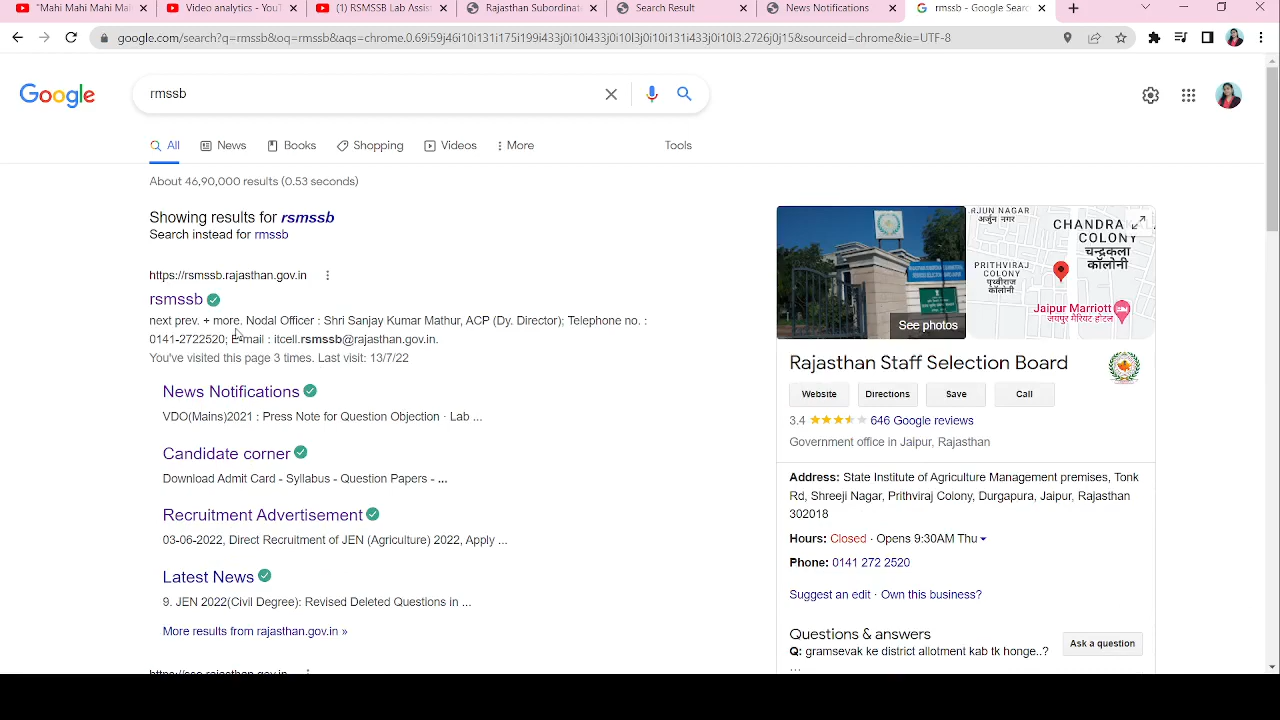 "Mahi Mahi Mahi Mal
Video analytics - YouT
(1) RSMSSB Lab Assis
Rajasthan Subordinat
Search Result
News Notifications
rmssb - Google Searc
google.com/search?q=rmssb&oq=rmssb&aqs=chrome.0.69i59j46i10i131i175i199i433j0i10i433j0i10l3j0i10i131j433j0i10l3.2726j0j15&sourceid=chrome&ie=UTF-8
Google
rmssb
All
News
Books
Shopping
Videos
More
Tools
About 46,90,000 results (0.53 seconds)
Showing results for rsmssb
Search instead for rmssb
https://rsmssb.rajasthan.gov.in
rsmssb
next prev. + more. Nodal Officer : Shri Sanjay Kumar Mathur, ACP (Dy. Director); Telephone no. :
0141-2722520; E-mail : itcell.rsmssb@rajasthan.gov.in.
You've visited this page 3 times. Last visit: 13/7/22
News Notifications
VDO(Mains)2021 : Press Note for Question Objection · Lab ...
Candidate corner
Download Admit Card - Syllabus - Question Papers - ...
Recruitment Advertisement
03-06-2022, Direct Recruitment of JEN (Agriculture) 2022, Apply ...
Latest News
9. JEN 2022(Civil Degree): Revised Deleted Questions in ...
More results from rajasthan.gov.in »
https://sso.rajasthan.gov.in
See photos
ARJUN NAGAR
अर्जुन नगर
CHANDRA
COLONY
चन्द्रकला
कॉलोनी
PRITHVIRAJ
COLONY
पृथ्वीराज
कॉलोनी
Jaipur Marriott
जयपुर मैरियट होटल
Rajasthan Staff Selection Board
Website
Directions
Save
Call
3.4
646 Google reviews
Government office in Jaipur, Rajasthan
Address: State Institute of Agriculture Management premises, Tonk
Rd, Shreeji Nagar, Prithviraj Colony, Durgapura, Jaipur, Rajasthan
302018
Hours: Closed · Opens 9:30AM Thu
Phone: 0141 272 2520
Suggest an edit · Own this business?
Questions & answers
Ask a question
Q: gramsevak ke district allotment kab tk honge..?
...